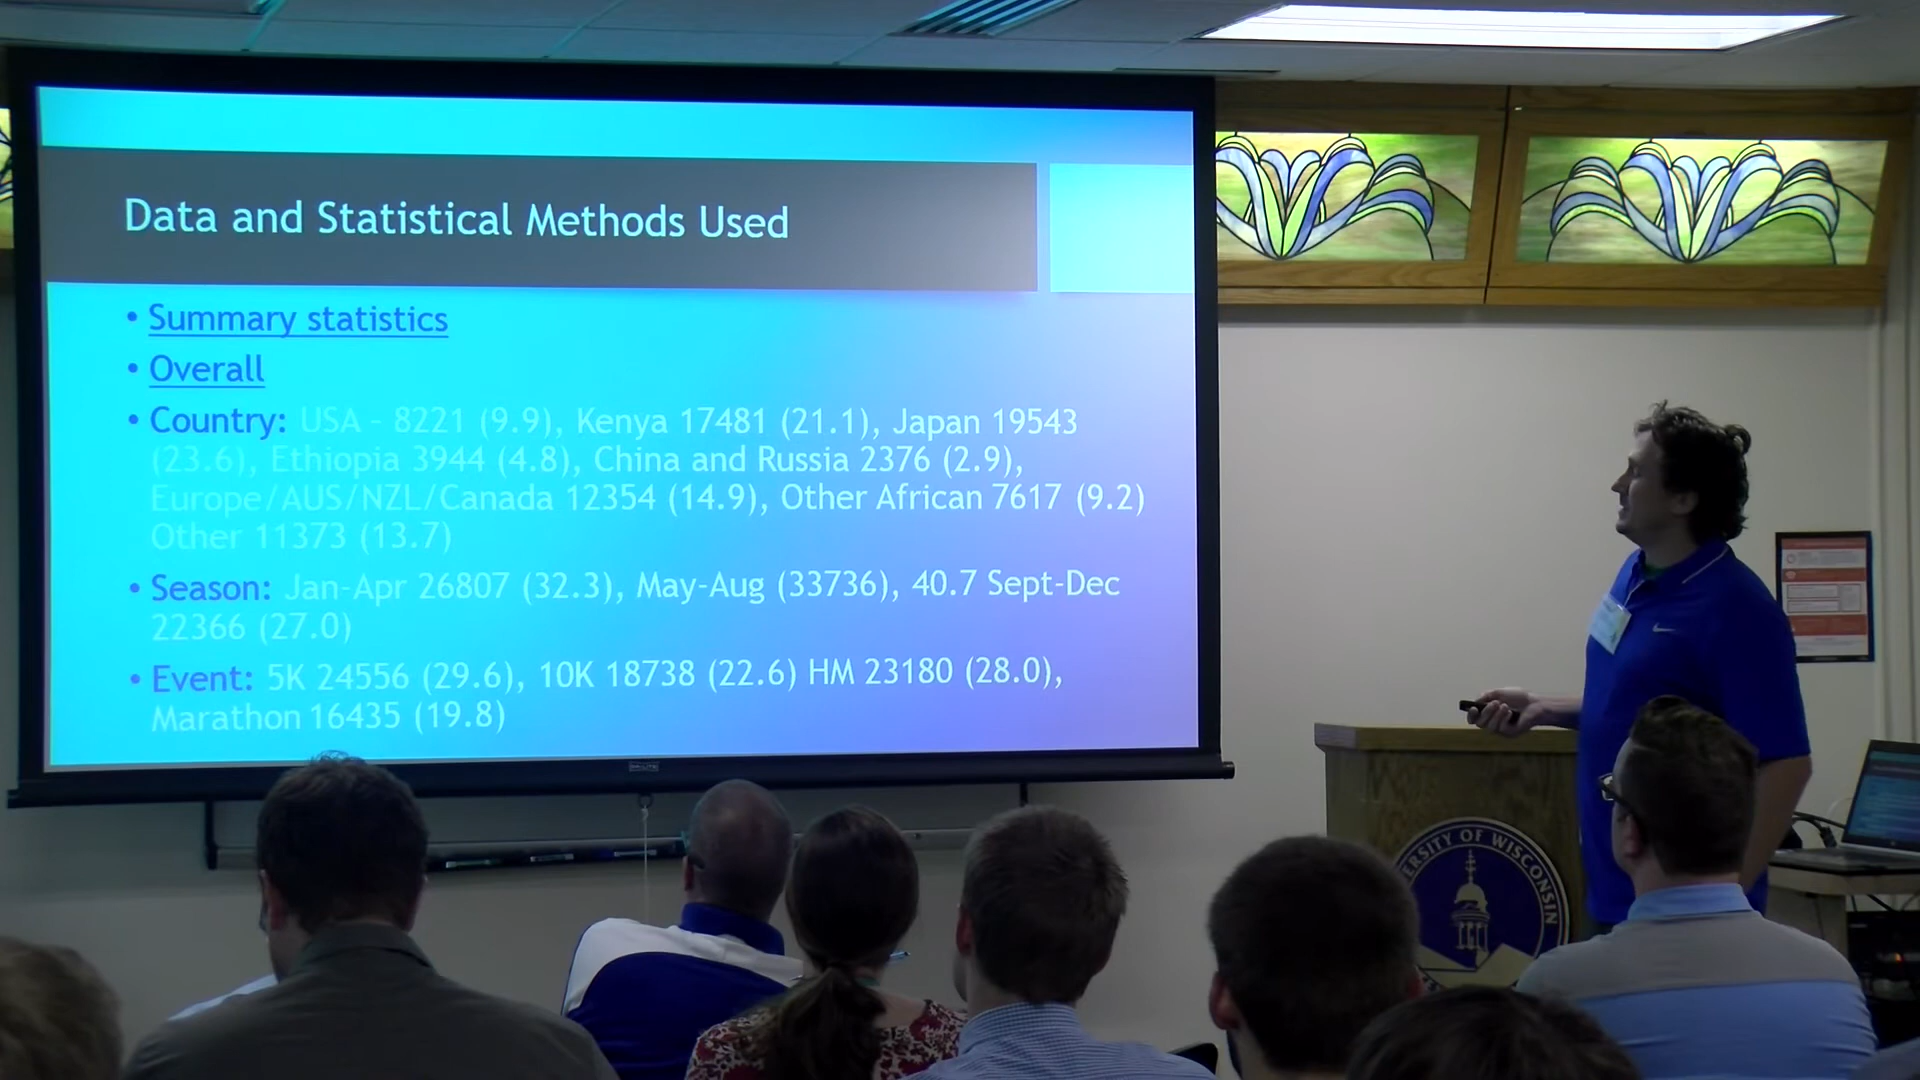 Data and Statistical Methods Used
• Summary statistics
• Overall
• Country: USA - 8221 (9.9), Kenya 17481 (21.1), Japan 19543
(23.6), Ethiopia 3944 (4.8), China and Russia 2376 (2.9),
Europe/AUS/NZL/Canada 12354 (14.9), Other African 7617 (9.2)
Other 11373 (13.7)
• Season: Jan-Apr 26807 (32.3), May-Aug (33736), 40.7 Sept-Dec
22366 (27.0)
• Event: 5K 24556 (29.6), 10K 18738 (22.6) HM 23180 (28.0),
Marathon 16435 (19.8)
ERSITY OF WISCONSIN